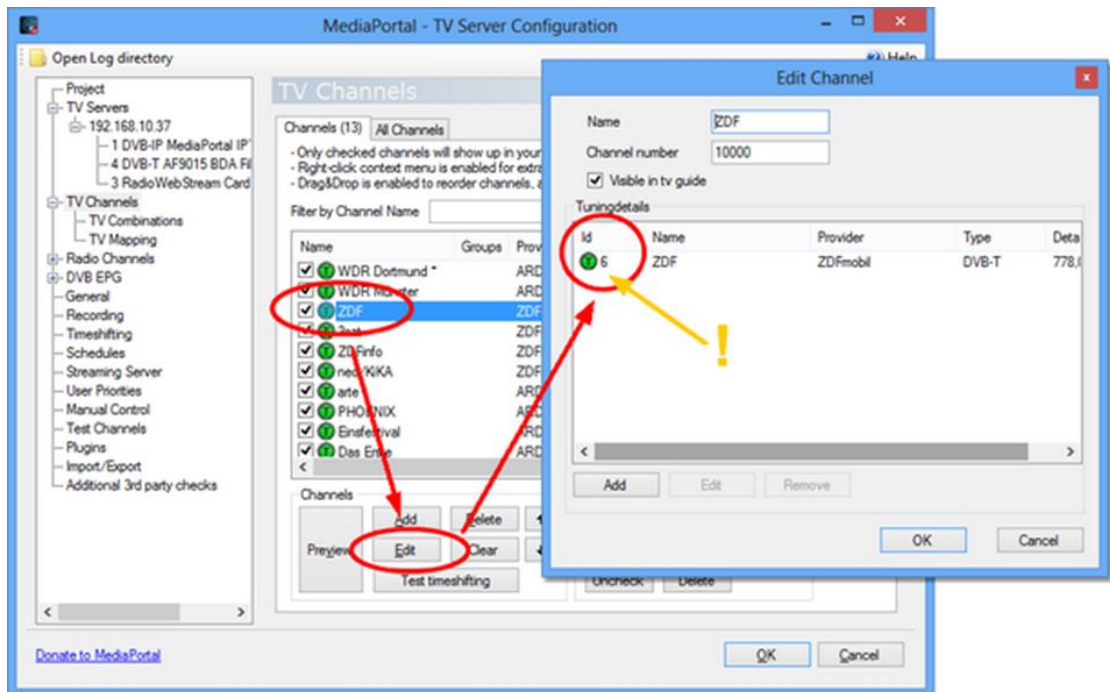 MediaPortal - TV Server Configuration
Open Log directory
Help
Project
TV Servers
192.168.10.37
1 DVB-IP MediaPortal IP
4 DVB-T AF9015 BDA Fil
3 RadioWebStream Card
TV Channels
TV Combinations
TV Mapping
Radio Channels
DVB EPG
General
Recording
Timeshifting
Schedules
Streaming Server
User Priorities
Manual Control
Test Channels
Plugins
Import/Export
Additional 3rd party checks
TV Channels
Channels (13) All Channels
- Only checked channels will show up in your
- Right-click context menu is enabled for extra
- Drag&Drop is enabled to reorder channels, a
Filter by Channel Name
Name Groups Prov
WDR Dortmund * ARD
WDR Münster ARD
ZDF ZDF
3sat ZDF
ZDFinfo ZDF
neo/KiKA ZDF
arte ARD
PHOENIX ARD
Einsfestival ARD
Das Erste ARD
Channels
Preview
Add Delete
Edit Clear
Test timeshifting
Uncheck Delete
Donate to MediaPortal
OK Cancel
Edit Channel
x
Name ZDF
Channel number 10000
Visible in tv guide
Tuningdetails
Id Name Provider Type Deta
6 ZDF ZDFmobil DVB-T 778,0
!
Add Edit Remove
OK Cancel